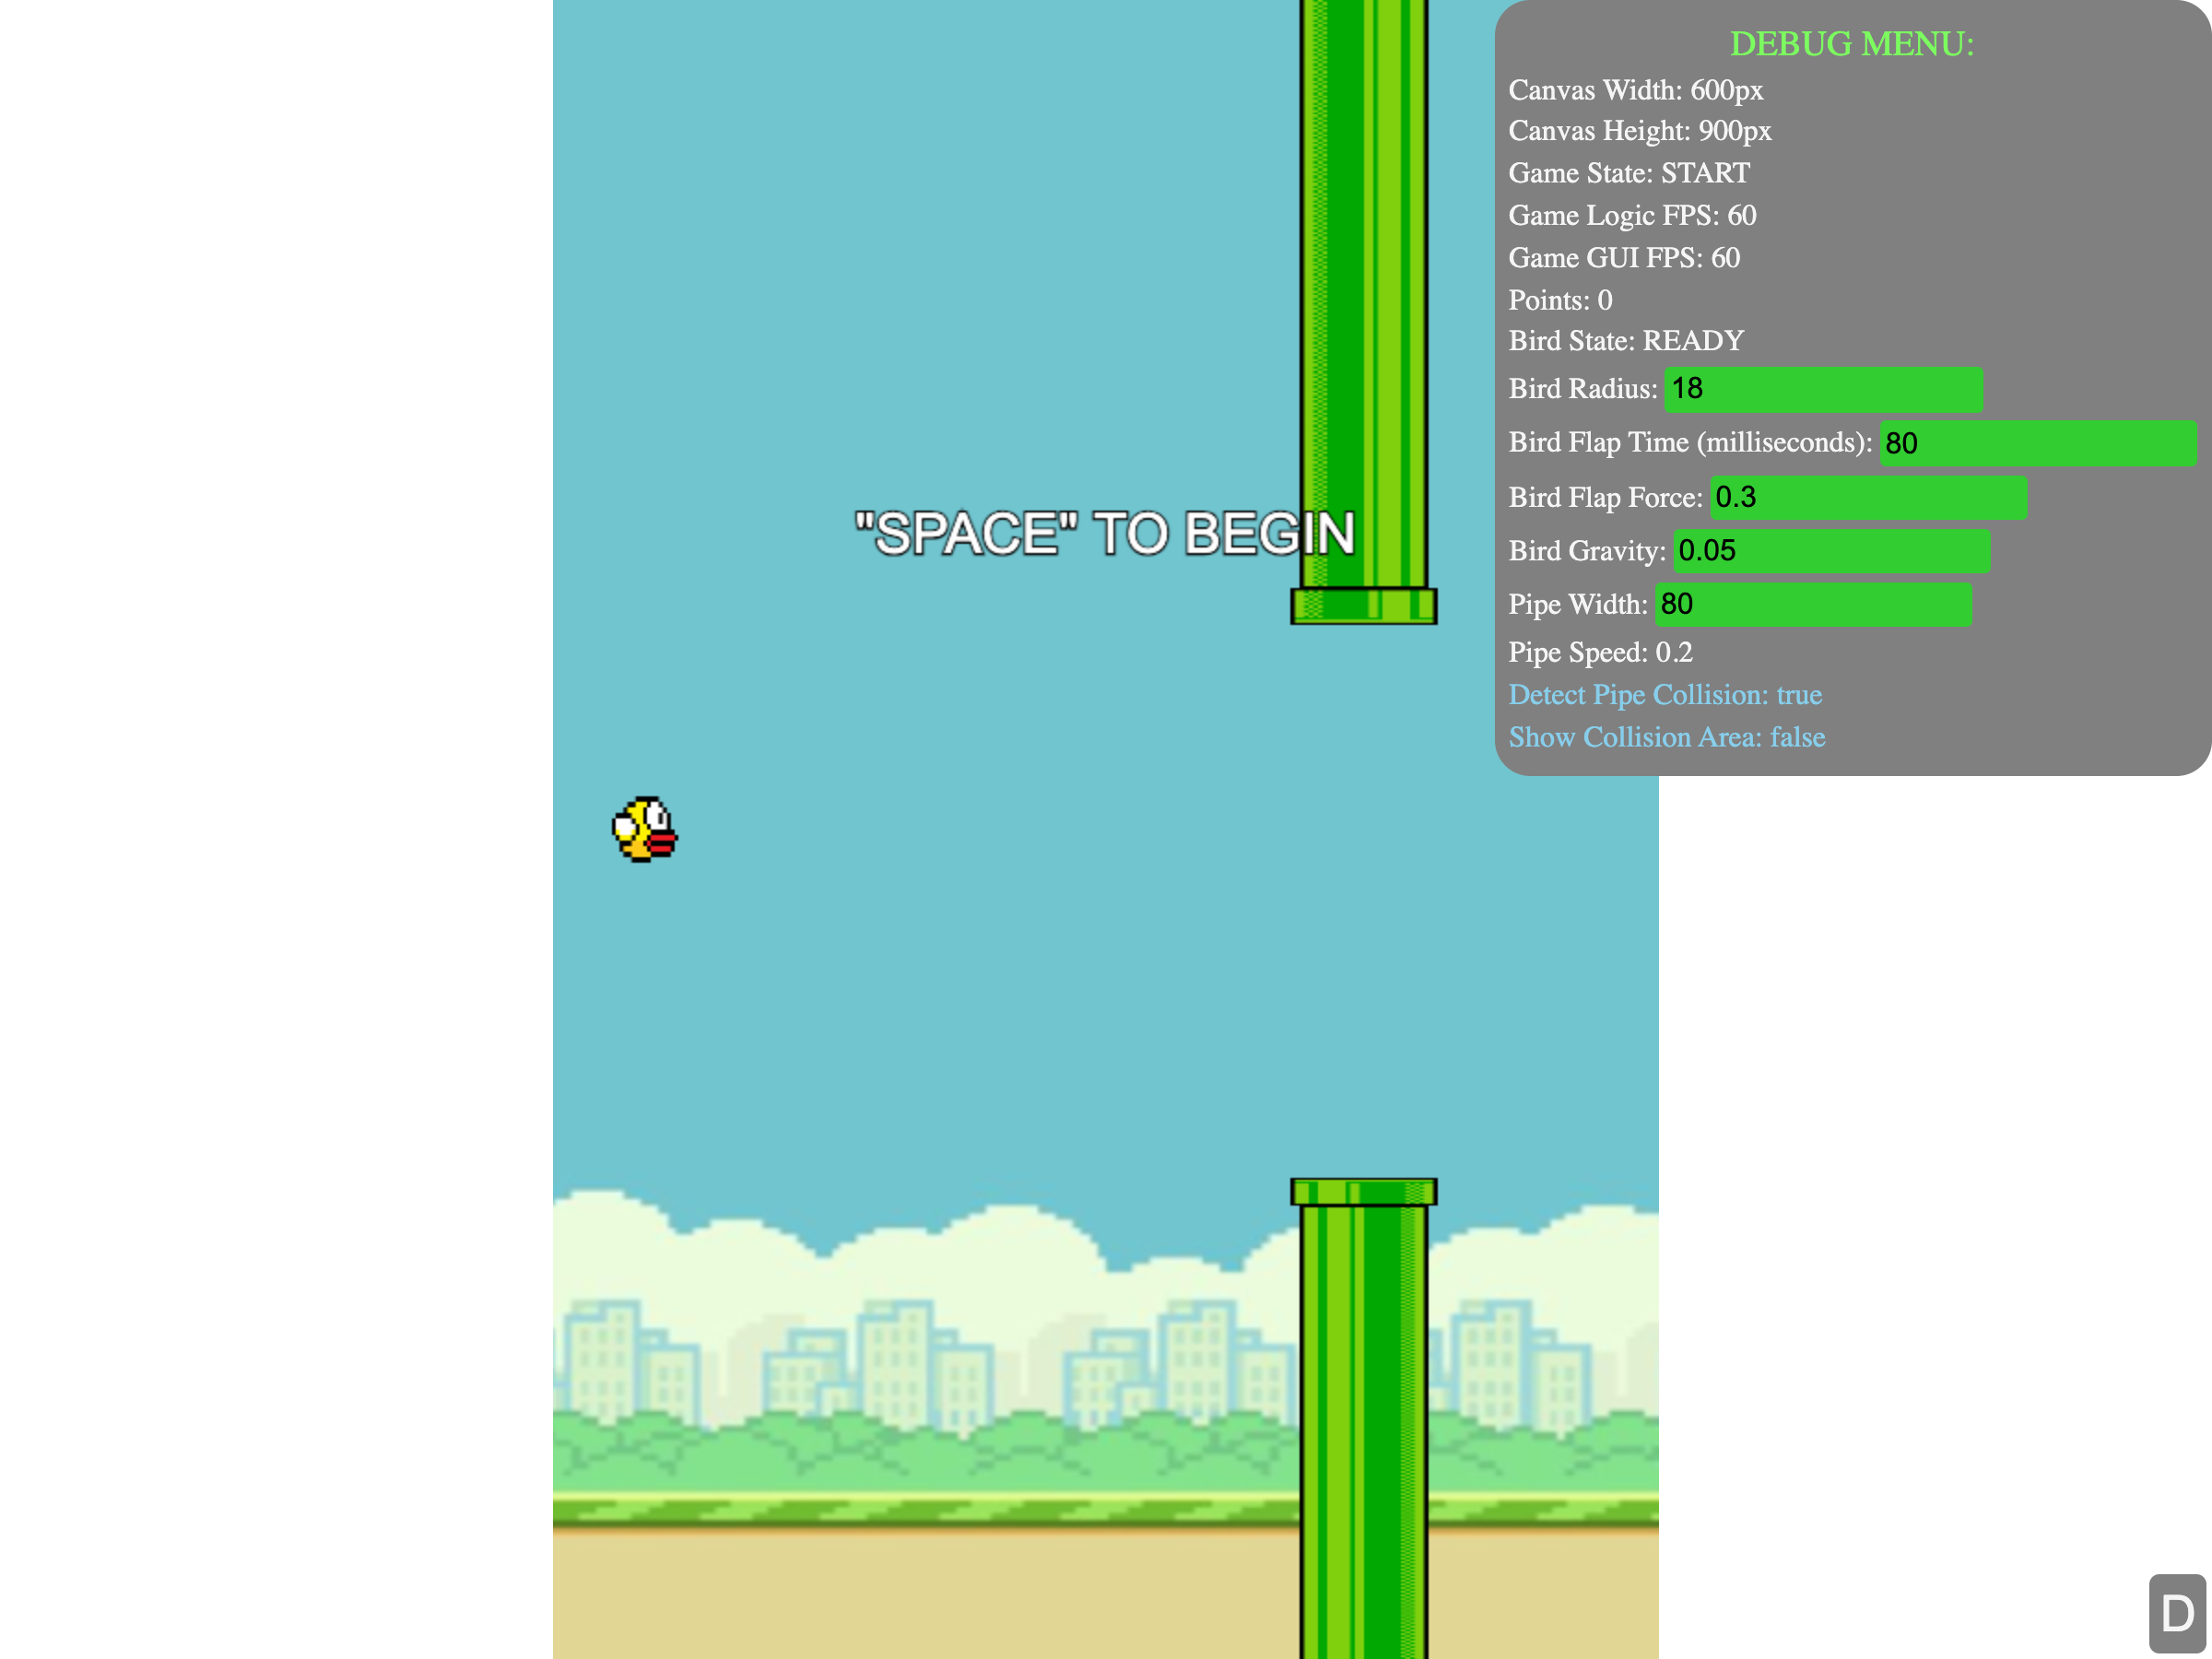 DEBUG MENU:
Canvas Width: 600px
Canvas Height: 900px
Game State: START
Game Logic FPS: 60
Game GUI FPS: 60
Points: 0
Bird State: READY
Bird Radius: 18
Bird Flap Time (milliseconds): 80
Bird Flap Force: 0.3
Bird Gravity: 0.05
Pipe Width: 80
Pipe Speed: 0.2
Detect Pipe Collision: true
Show Collision Area: false
"SPACE" TO BEGIN
D